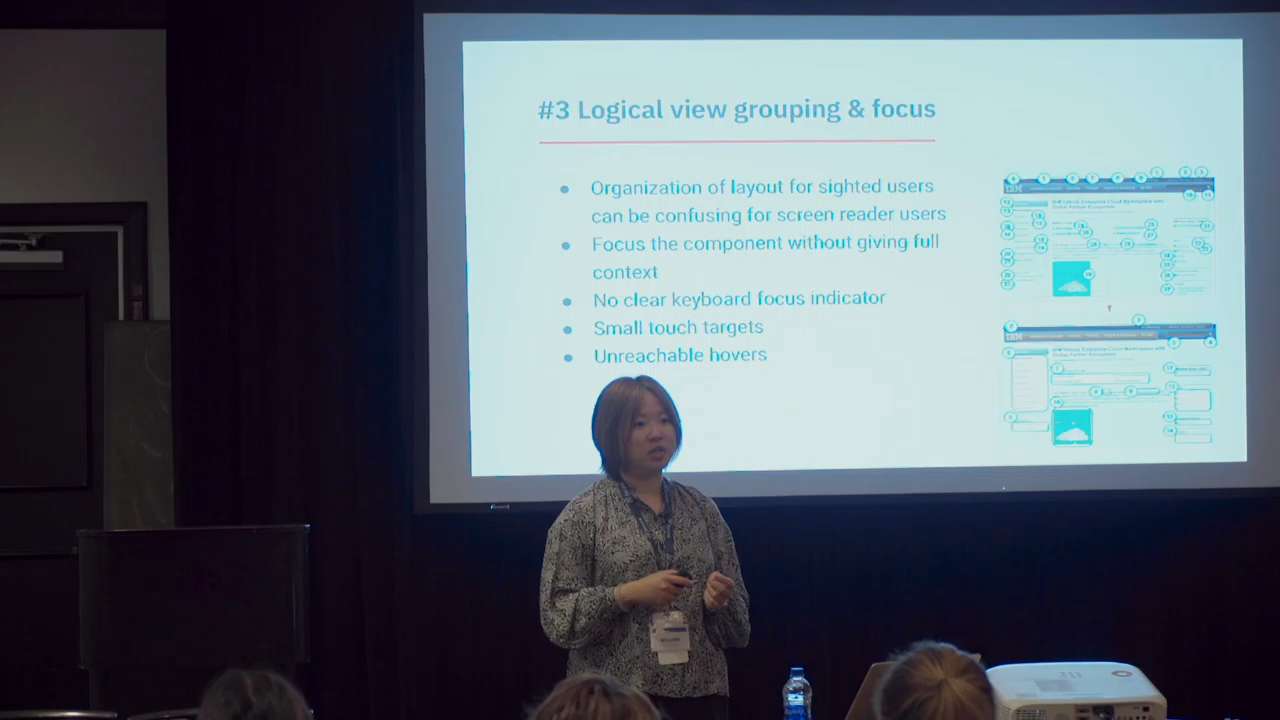 #3 Logical view grouping & focus
● Organization of layout for sighted users
can be confusing for screen reader users
● Focus the component without giving full
context
● No clear keyboard focus indicator
● Small touch targets
● Unreachable hovers
IBM
IBM